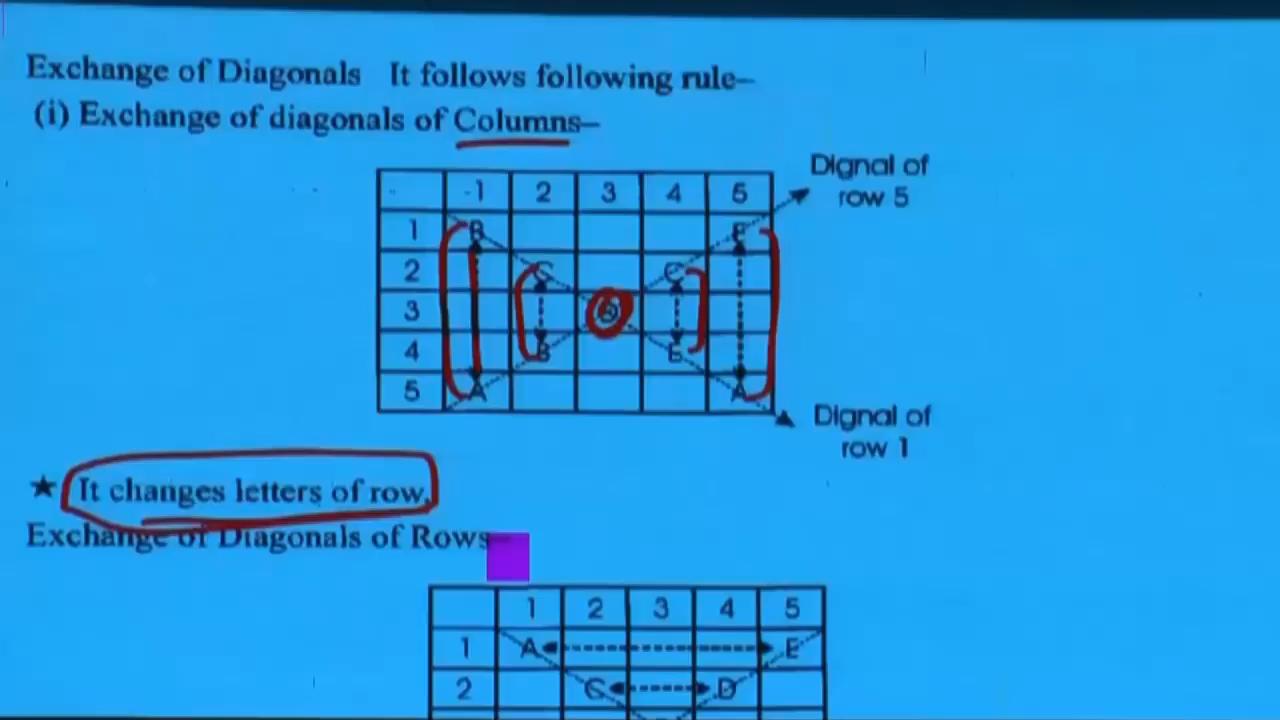 Exchange of Diagonals It follows following rule–
(i) Exchange of diagonals of Columns–
Dignal of
row 5
1 2 3 4 5
1 B E
2 C C
3
4 B E
5 A A
Dignal of
row 1
★ It changes letters of row.
Exchange of Diagonals of Rows–
1 2 3 4 5
1 A E
2 C D